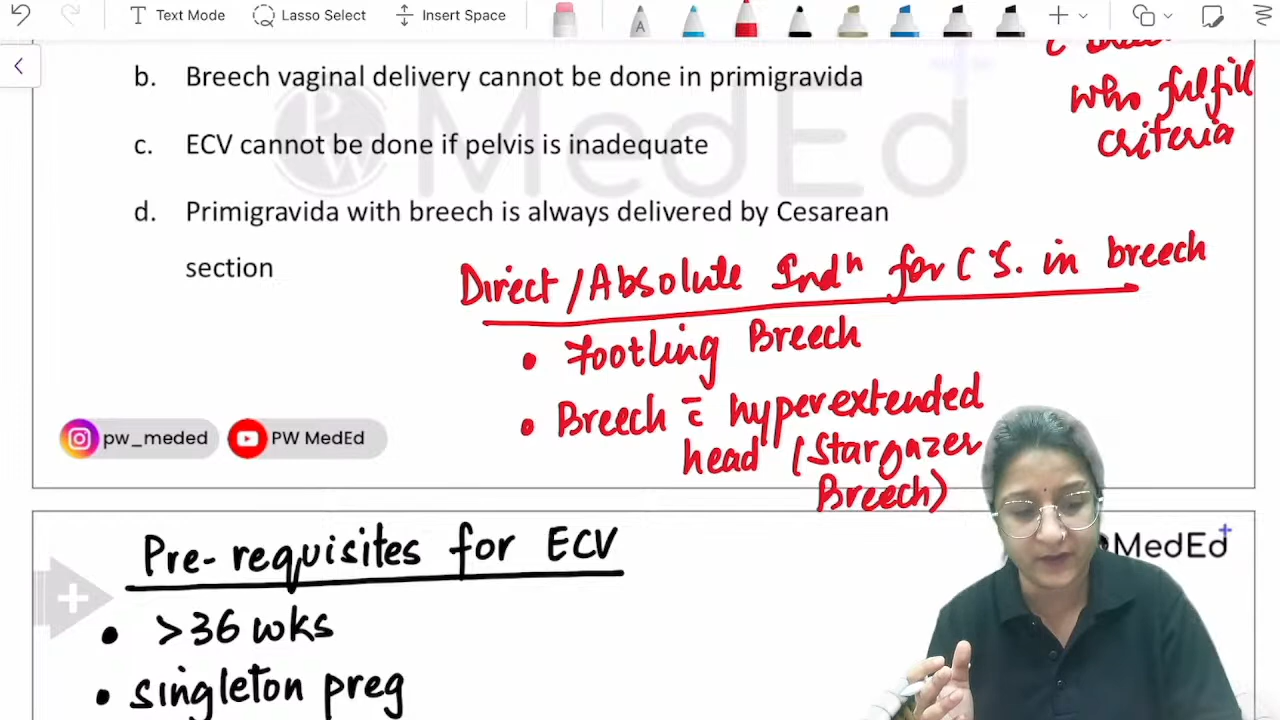 Text Mode
Lasso Select
Insert Space
A
b. Breech vaginal delivery cannot be done in primigravida
who fulfill
criteria
c. ECV cannot be done if pelvis is inadequate
MedEd
d. Primigravida with breech is always delivered by Cesarean
section
Direct/Absolute Indⁿ for C S. in breech
• Footling Breech
• Breech c̄ hyperextended
head (Stargazer
Breech)
pw_meded
PW MedEd
Pre-requisites for ECV
MedEd
• >36 wks
• singleton preg